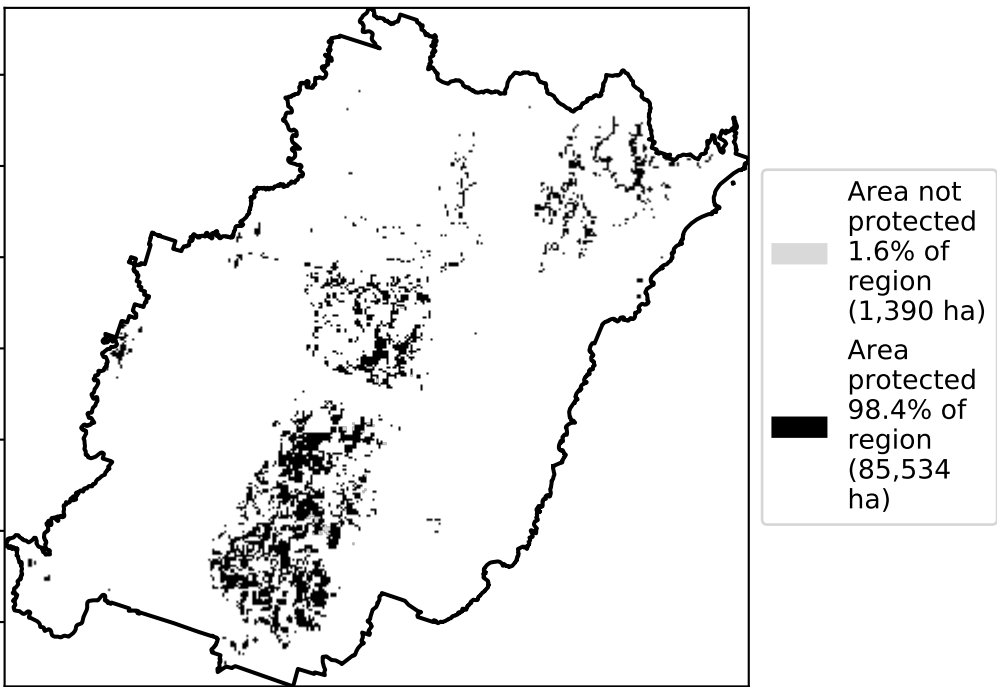 Area not
protected
1.6% of
region
(1,390 ha)
Area
protected
98.4% of
region
(85,534
ha)